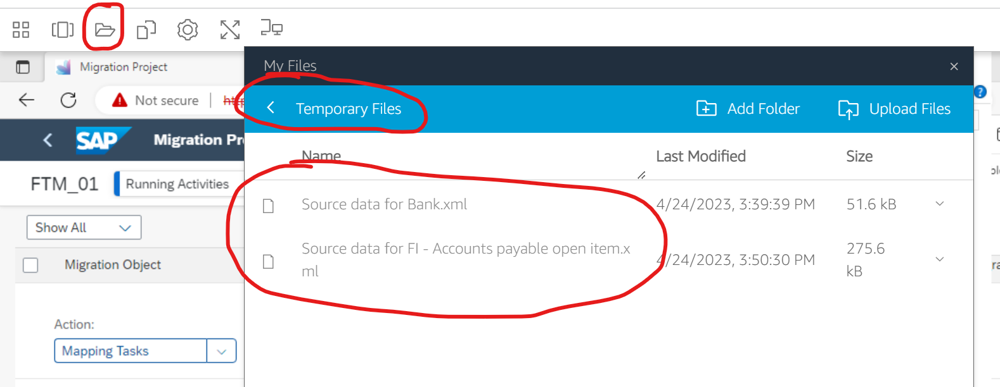 My Files
Migration Project
Not secure
Temporary Files
Add Folder
Upload Files
SAP
Migration Pr
Name
Last Modified
Size
FTM_01
Running Activities
Source data for Bank.xml
4/24/2023, 3:39:39 PM
51.6 kB
Show All
Source data for FI - Accounts payable open item.x
ml
4/24/2023, 3:50:30 PM
275.6
kB
Migration Object
Action:
Mapping Tasks